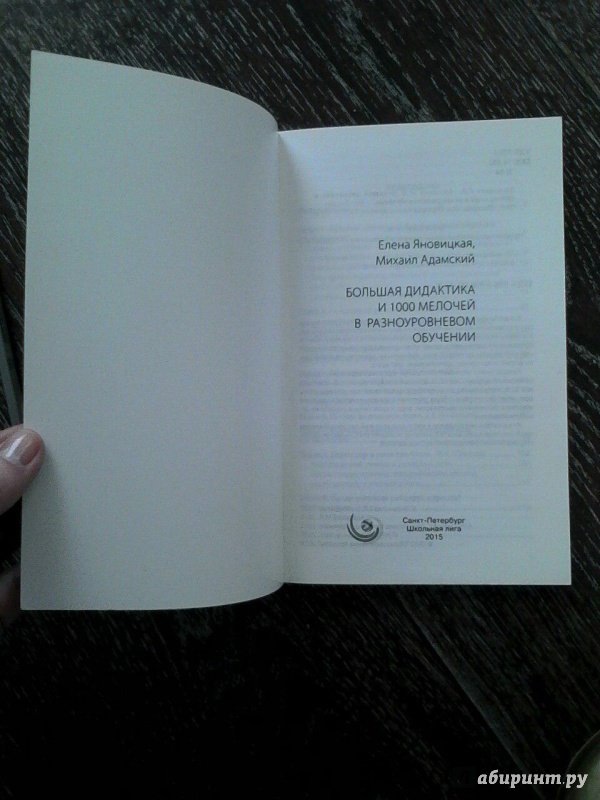 Елена Яновицкая,
Михаил Адамский
БОЛЬШАЯ ДИДАКТИКА
И 1000 МЕЛОЧЕЙ
В РАЗНОУРОВНЕВОМ
ОБУЧЕНИИ
Санкт-Петербург
Школьная лига
2015
абиринт.ру